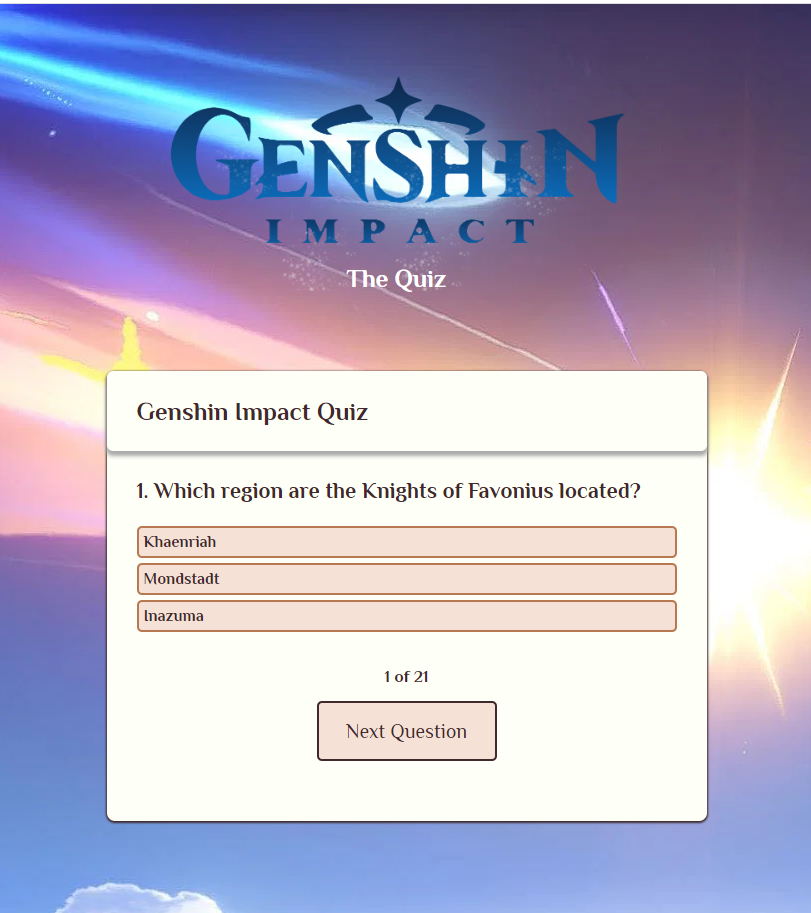 GENSHIN
IMPACT
The Quiz
Genshin Impact Quiz
1. Which region are the Knights of Favonius located?
Khaenriah
Mondstadt
Inazuma
1 of 21
Next Question